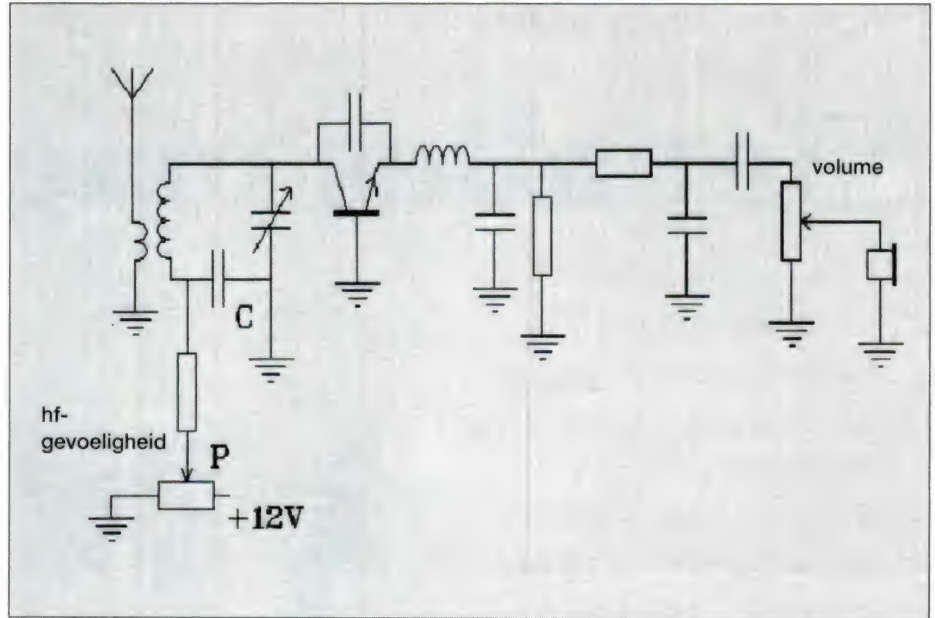 volume
C
hf-
gevoeligheid
P
+12V